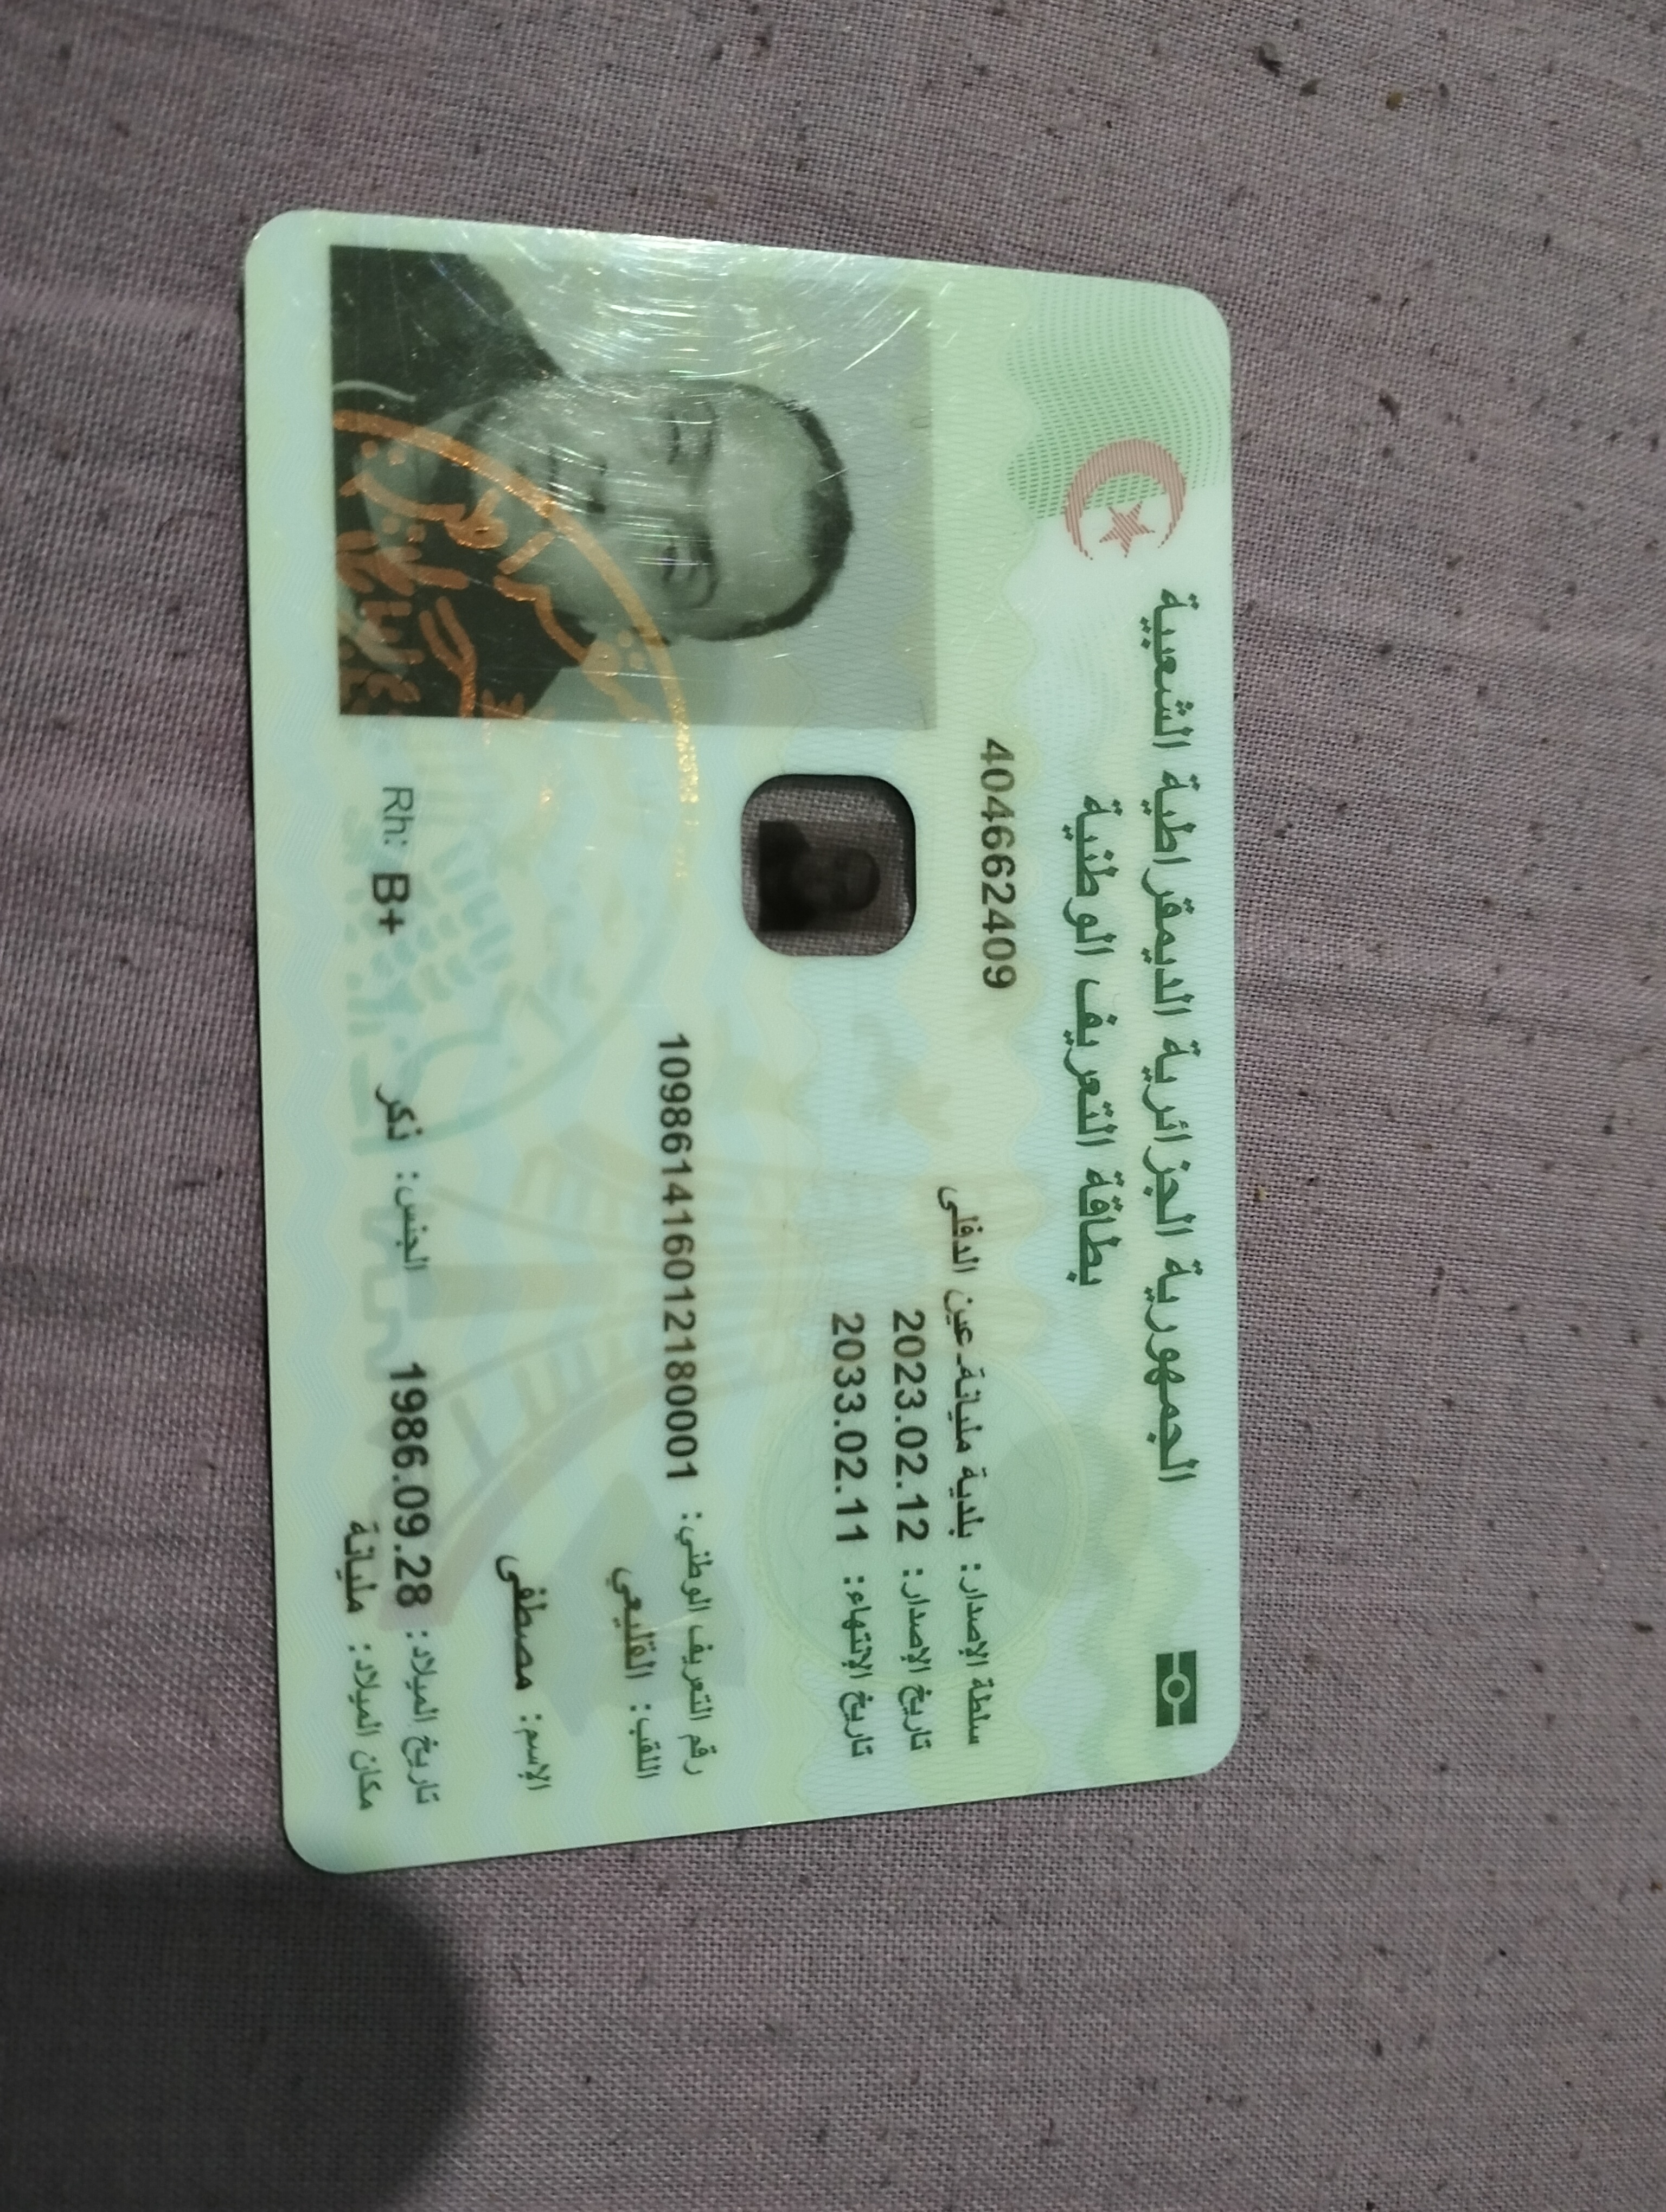 الجمهورية الجزائرية الديمقراطية الشعبية
بطاقة التعريف الوطنية
404662409
سلطة الإصدار: بلدية مليانة_عين الدفلى
تاريخ الإصدار: 2023.02.12
تاريخ الإنتهاء: 2033.02.11
رقم التعريف الوطني: 109861416012180001
اللقب: القليعي
الإسم: مصطفى
تاريخ الميلاد: 1986.09.28 الجنس: ذكر Rh: B+
مكان الميلاد: مليانة